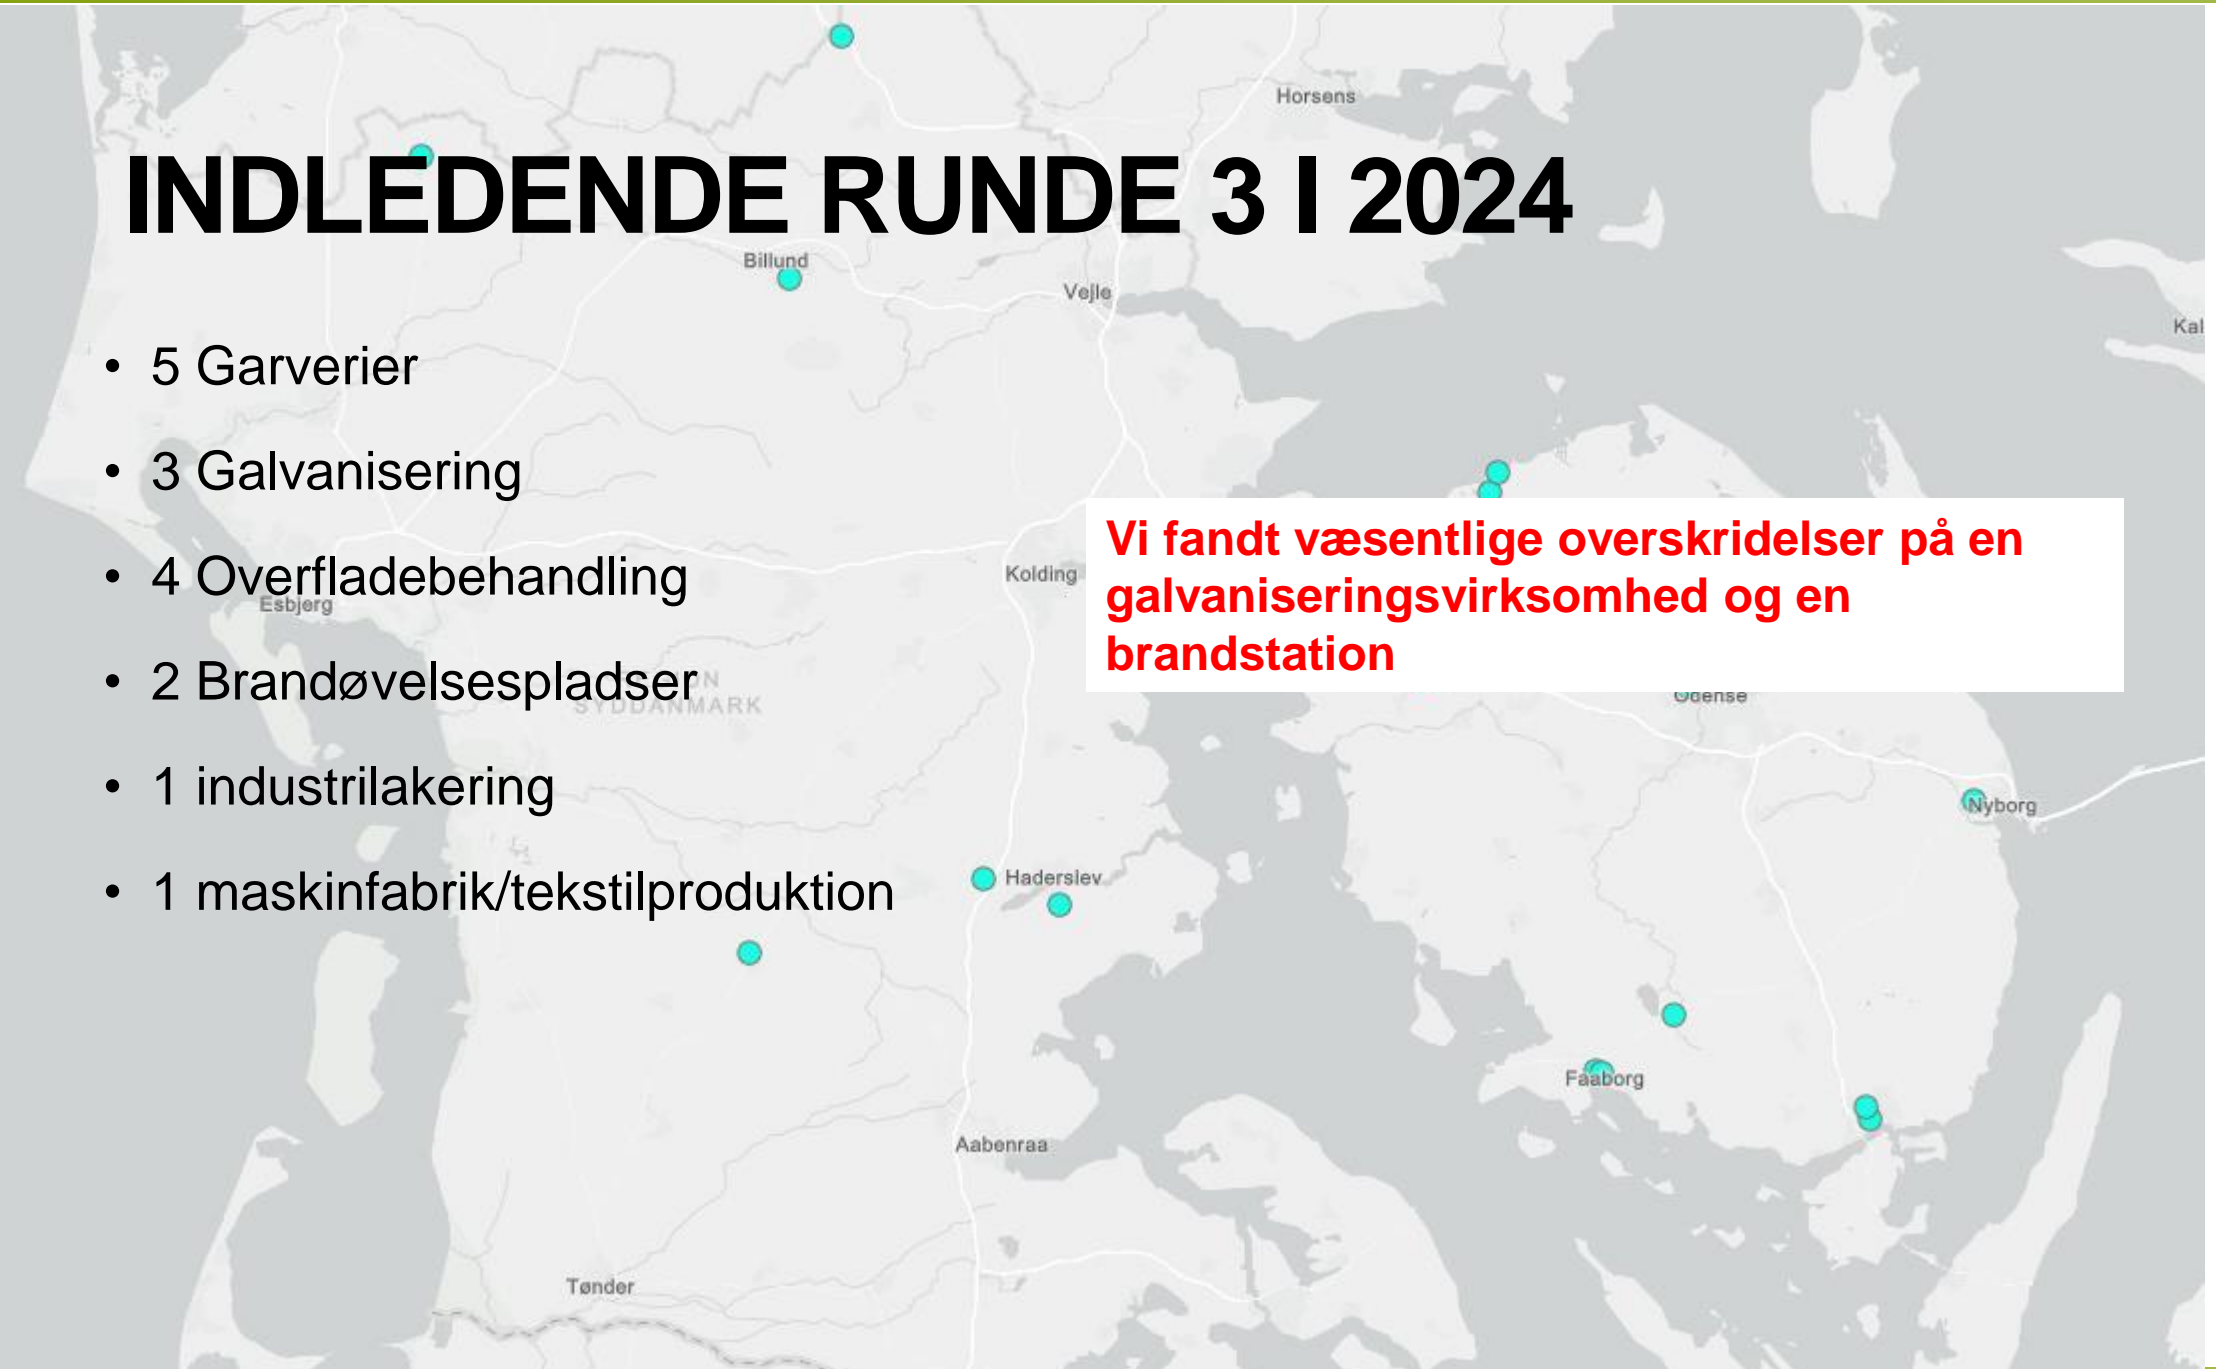 Horsens
INDLEDENDE RUNDE 3 I 2024
Billund
Vejle
Kal
• 5 Garverier
• 3 Galvanisering
• 4 Overfladebehandling
Esbjerg
Kolding
Vi fandt væsentlige overskridelser på en
galvaniseringsvirksomhed og en
brandstation
• 2 Brandøvelsespladser
SYDDANMARK
Odense
• 1 industrilakering
Nyborg
• 1 maskinfabrik/tekstilproduktion
Haderslev
Faaborg
Aabenraa
Tønder